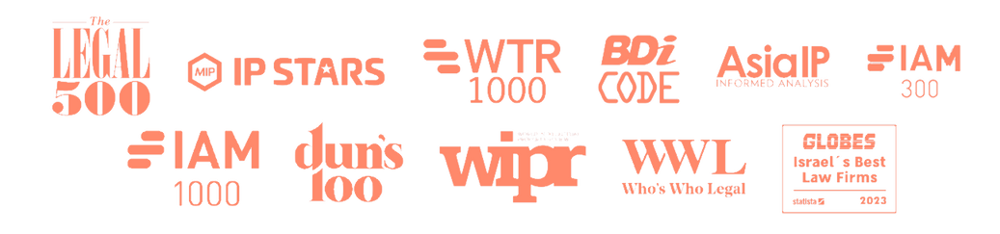 The
LEGAL
500
MIP IP STARS
WTR
1000
BDi
CODE
AsiaIP
INFORMED ANALYSIS
IAM
300
IAM
1000
dun's
100
wipr
WWL
Who's Who Legal
GLOBES
Israel´s Best
Law Firms
statista 2023